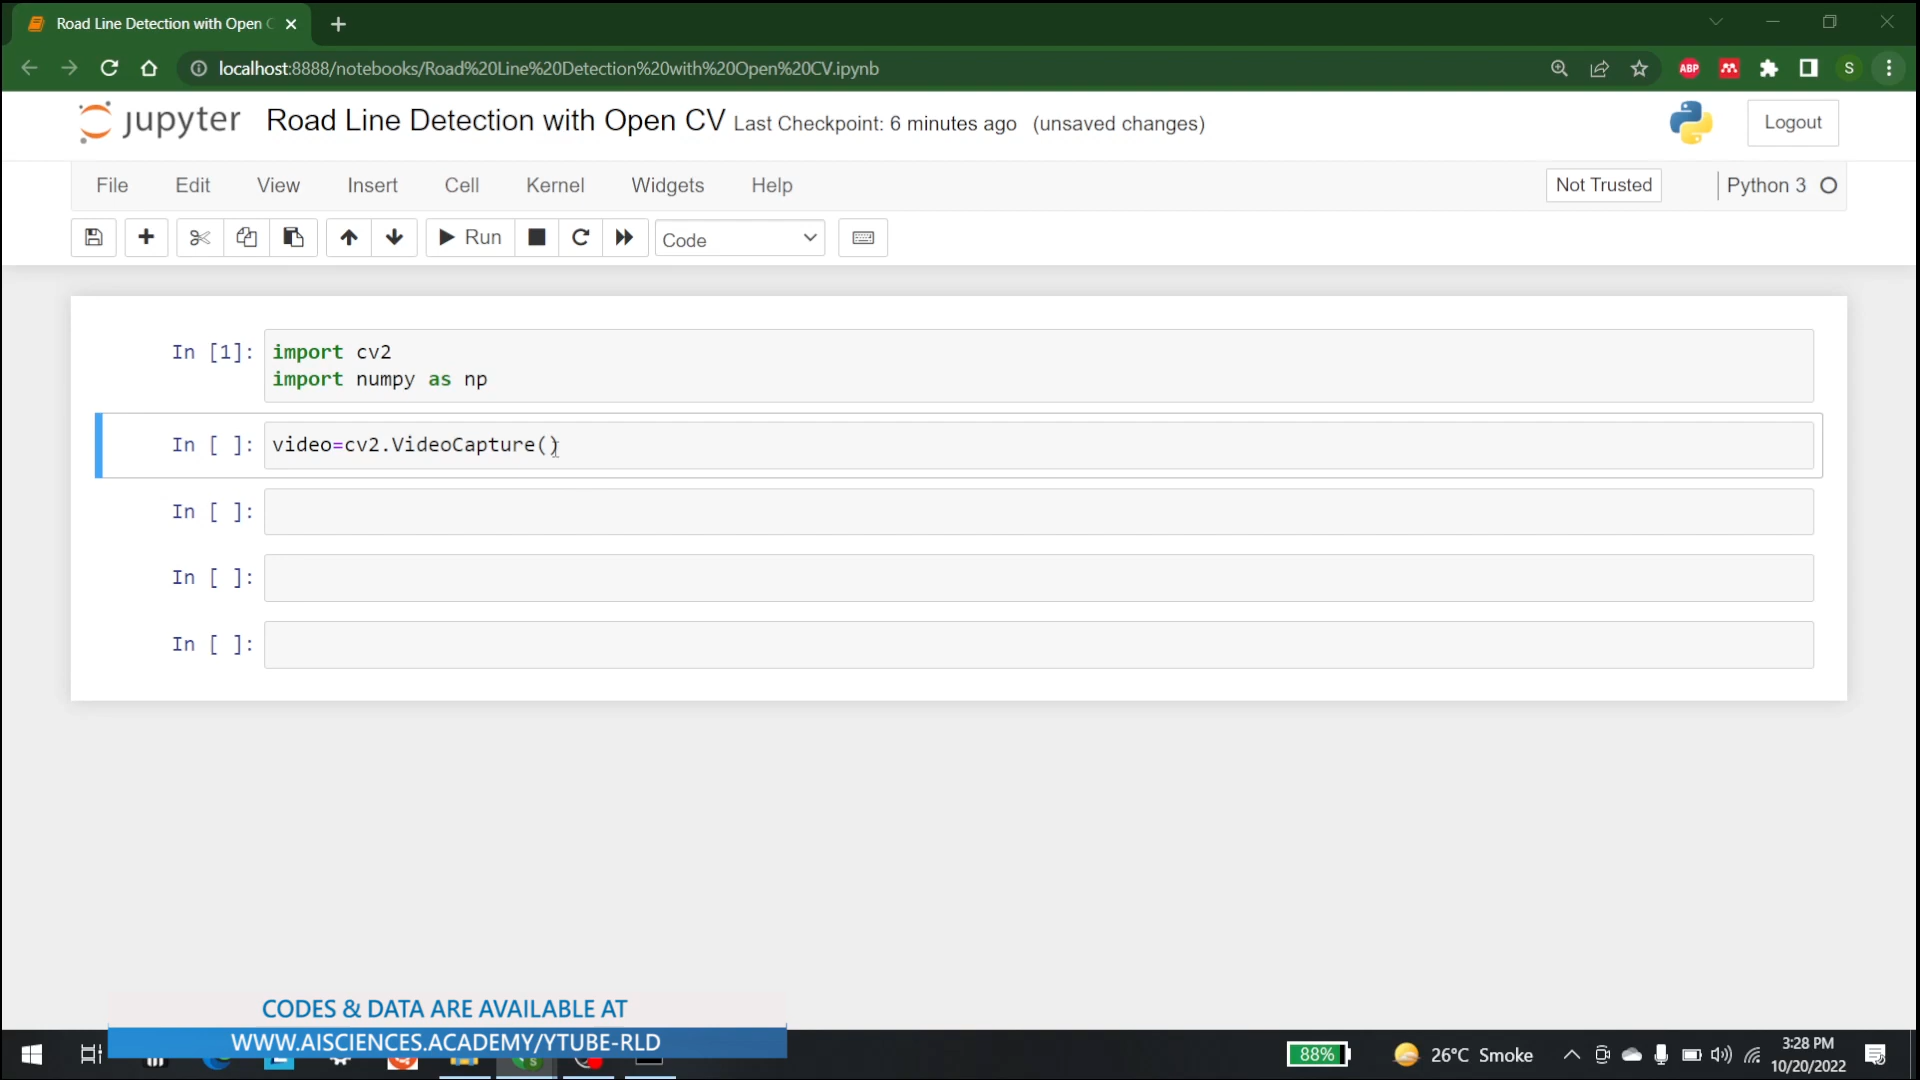 Road Line Detection with Open C
localhost:8888/notebooks/Road%20Line%20Detection%20with%20Open%20CV.ipynb
ABP
S
jupyter Road Line Detection with Open CV Last Checkpoint: 6 minutes ago (unsaved changes)
Logout
File Edit View Insert Cell Kernel Widgets Help
Not Trusted
Python 3
Run
Code
In [1]: import cv2
import numpy as np
In [ ]: video=cv2.VideoCapture()
In [ ]:
In [ ]:
In [ ]:
CODES & DATA ARE AVAILABLE AT
WWW.AISCIENCES.ACADEMY/YTUBE-RLD
88%
26°C Smoke
3:28 PM
10/20/2022